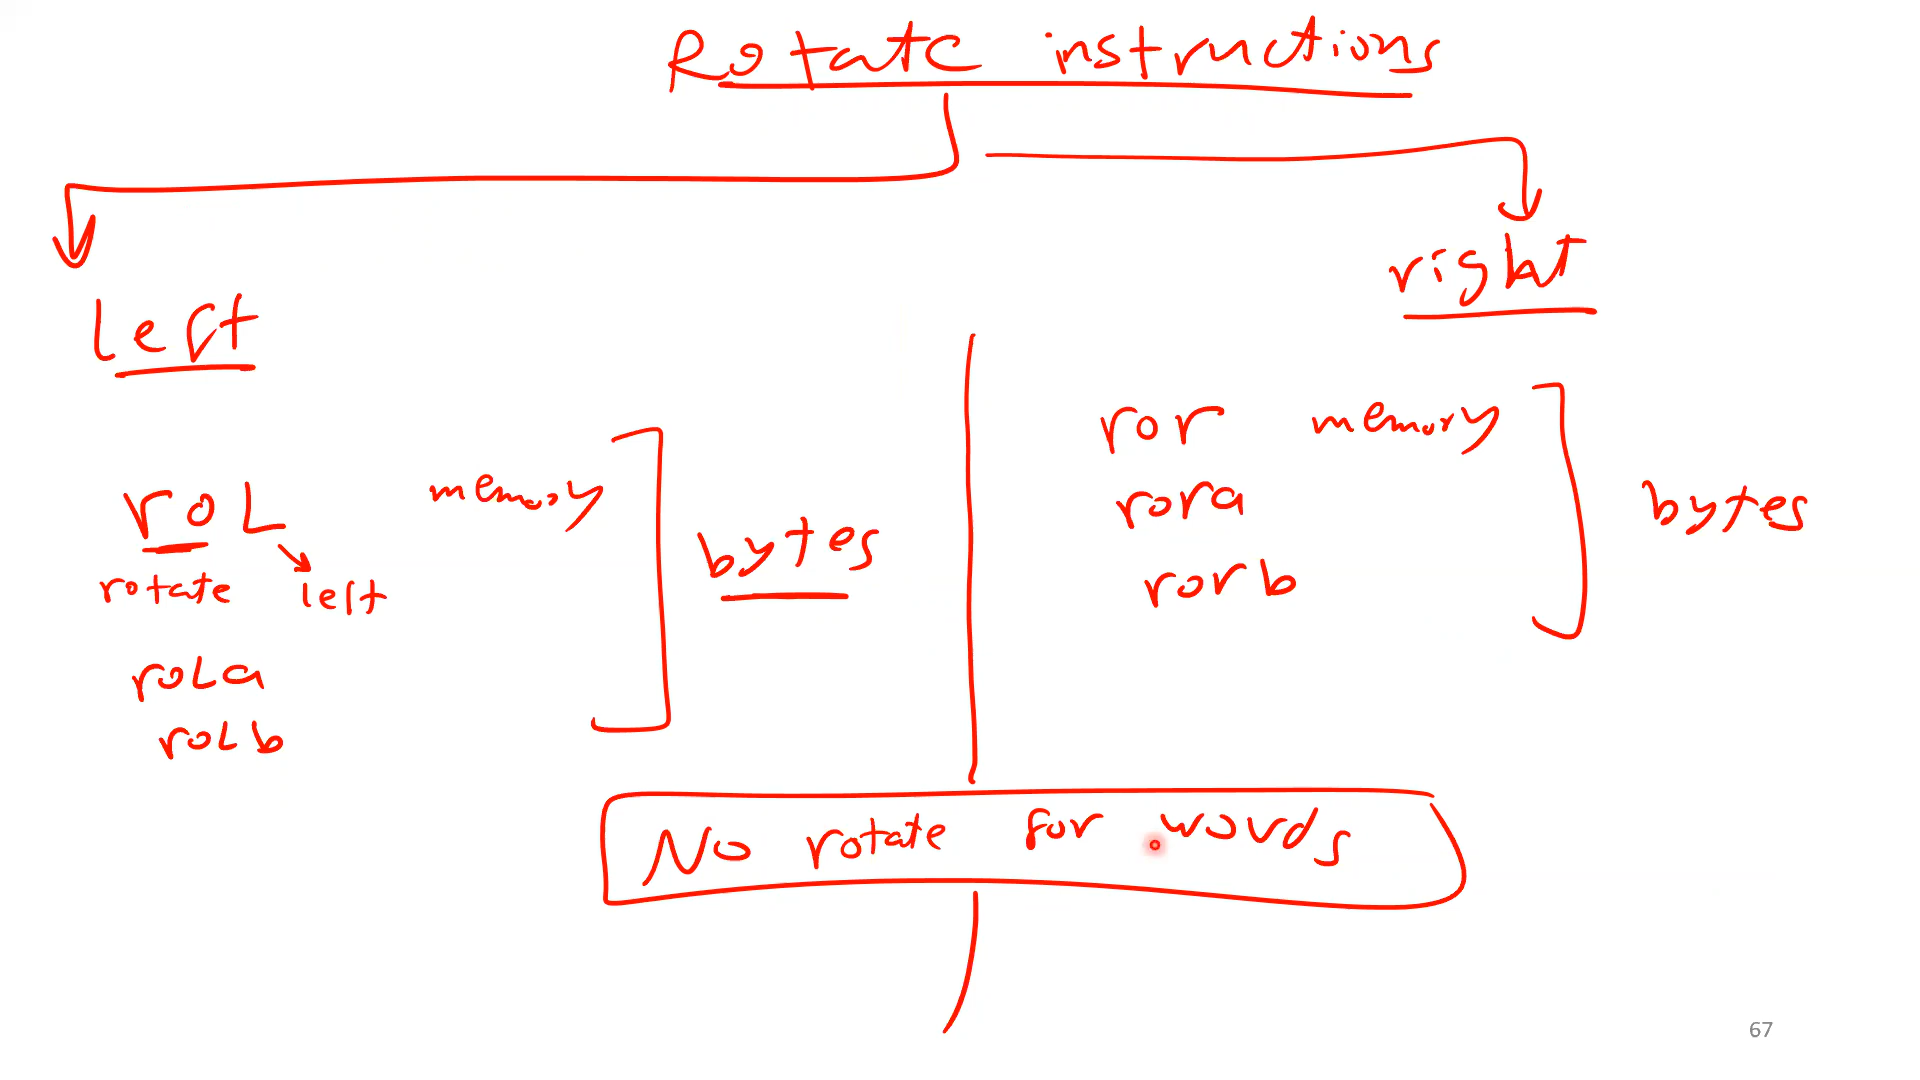 Rotate instructions
left
right
roL memory
rotate left
roLa
roLb
bytes
ror memory
rora
rorb
bytes
No rotate for words
67